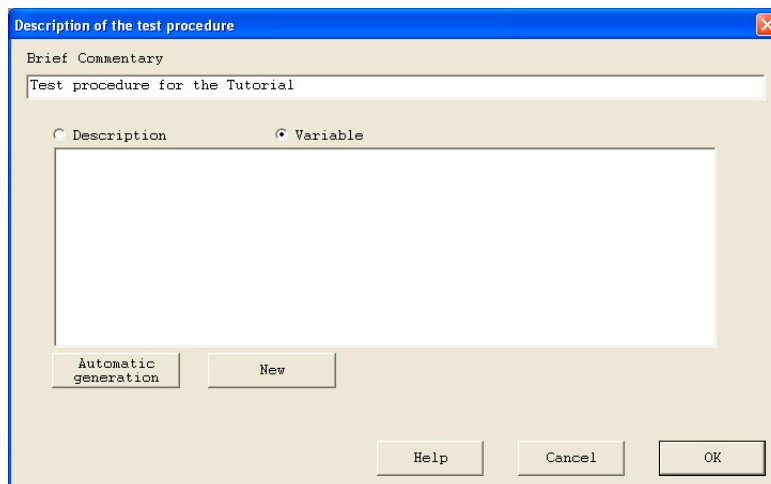 Description of the test procedure
Brief Commentary
Test procedure for the Tutorial
Description
Variable
Automatic
generation
New
Help
Cancel
OK